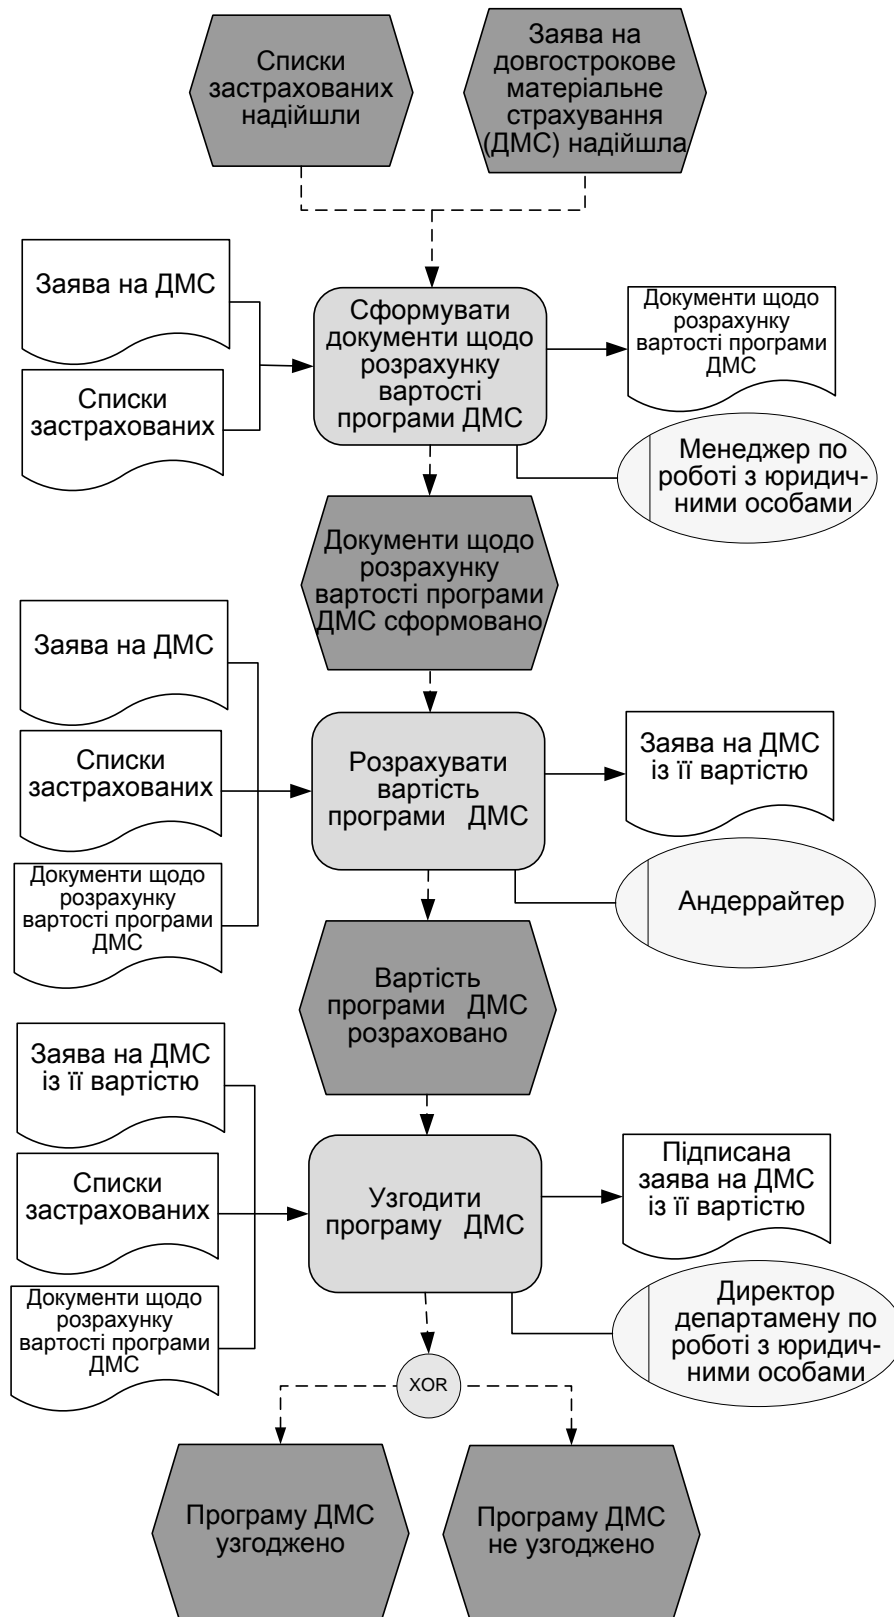 Списки
застрахованих
надійшли
Заява на
довгострокове
матеріальне
страхування
(ДМС) надійшла
Заява на ДМС
Списки
застрахованих
Сформувати
документи щодо
розрахунку
вартості
програми ДМС
Документи щодо
розрахунку
вартості програми
ДМС
Менеджер по
роботі з юридич-
ними особами
Документи щодо
розрахунку
вартості програми
ДМС сформовано
Заява на ДМС
Списки
застрахованих
Документи щодо
розрахунку
вартості програми
ДМС
Розрахувати
вартість
програми ДМС
Заява на ДМС
із її вартістю
Андеррайтер
Вартість
програми ДМС
розраховано
Заява на ДМС
із її вартістю
Списки
застрахованих
Документи щодо
розрахунку
вартості програми
ДМС
Узгодити
програму ДМС
Підписана
заява на ДМС
із її вартістю
Директор
департамену по
роботі з юридич-
ними особами
XOR
Програму ДМС
узгоджено
Програму ДМС
не узгоджено